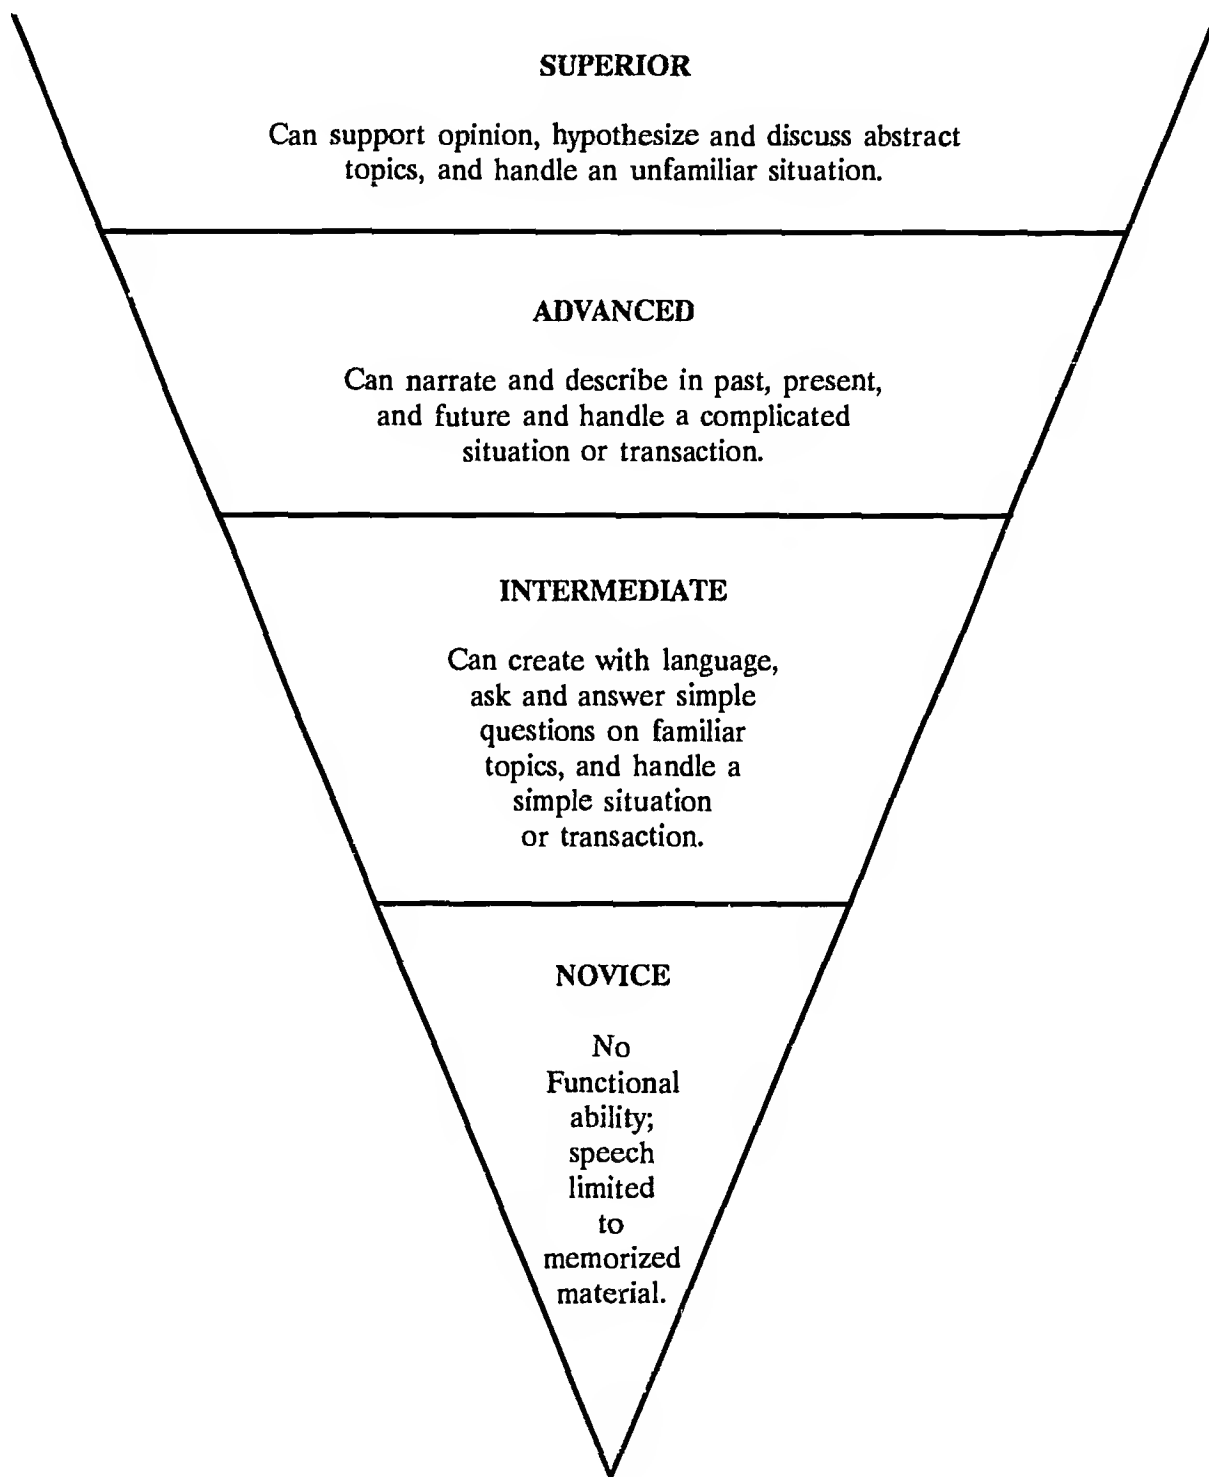 SUPERIOR
Can support opinion, hypothesize and discuss abstract
topics, and handle an unfamiliar situation.
ADVANCED
Can narrate and describe in past, present,
and future and handle a complicated
situation or transaction.
INTERMEDIATE
Can create with language,
ask and answer simple
questions on familiar
topics, and handle a
simple situation
or transaction.
NOVICE
No
Functional
ability;
speech
limited
to
memorized
material.